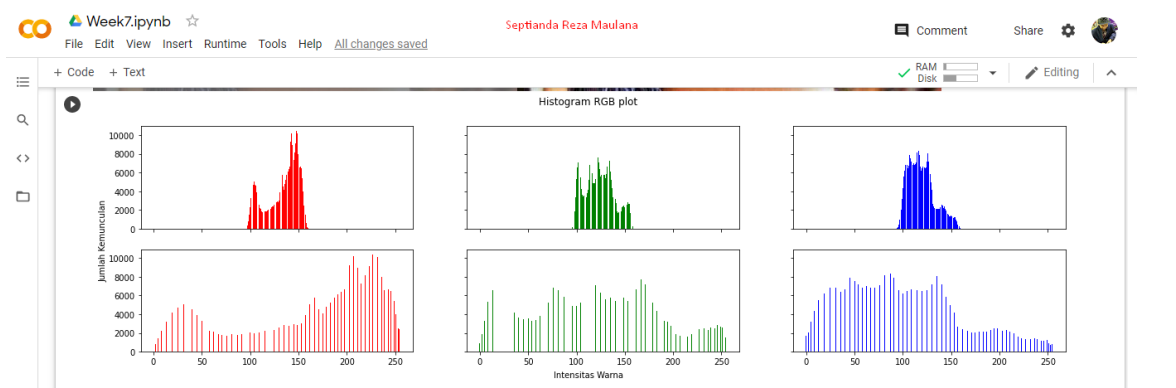 CO
Week7.ipynb
Septianda Reza Maulana
Comment
Share
File Edit View Insert Runtime Tools Help All changes saved
+ Code + Text
RAM
Disk
Editing
Histogram RGB plot
10000
8000
6000
4000
2000
0
Jumlah Kemunculan
10000
8000
6000
4000
2000
0
0 50 100 150 200 250
0 50 100 150 200 250
0 50 100 150 200 250
Intensitas Warna